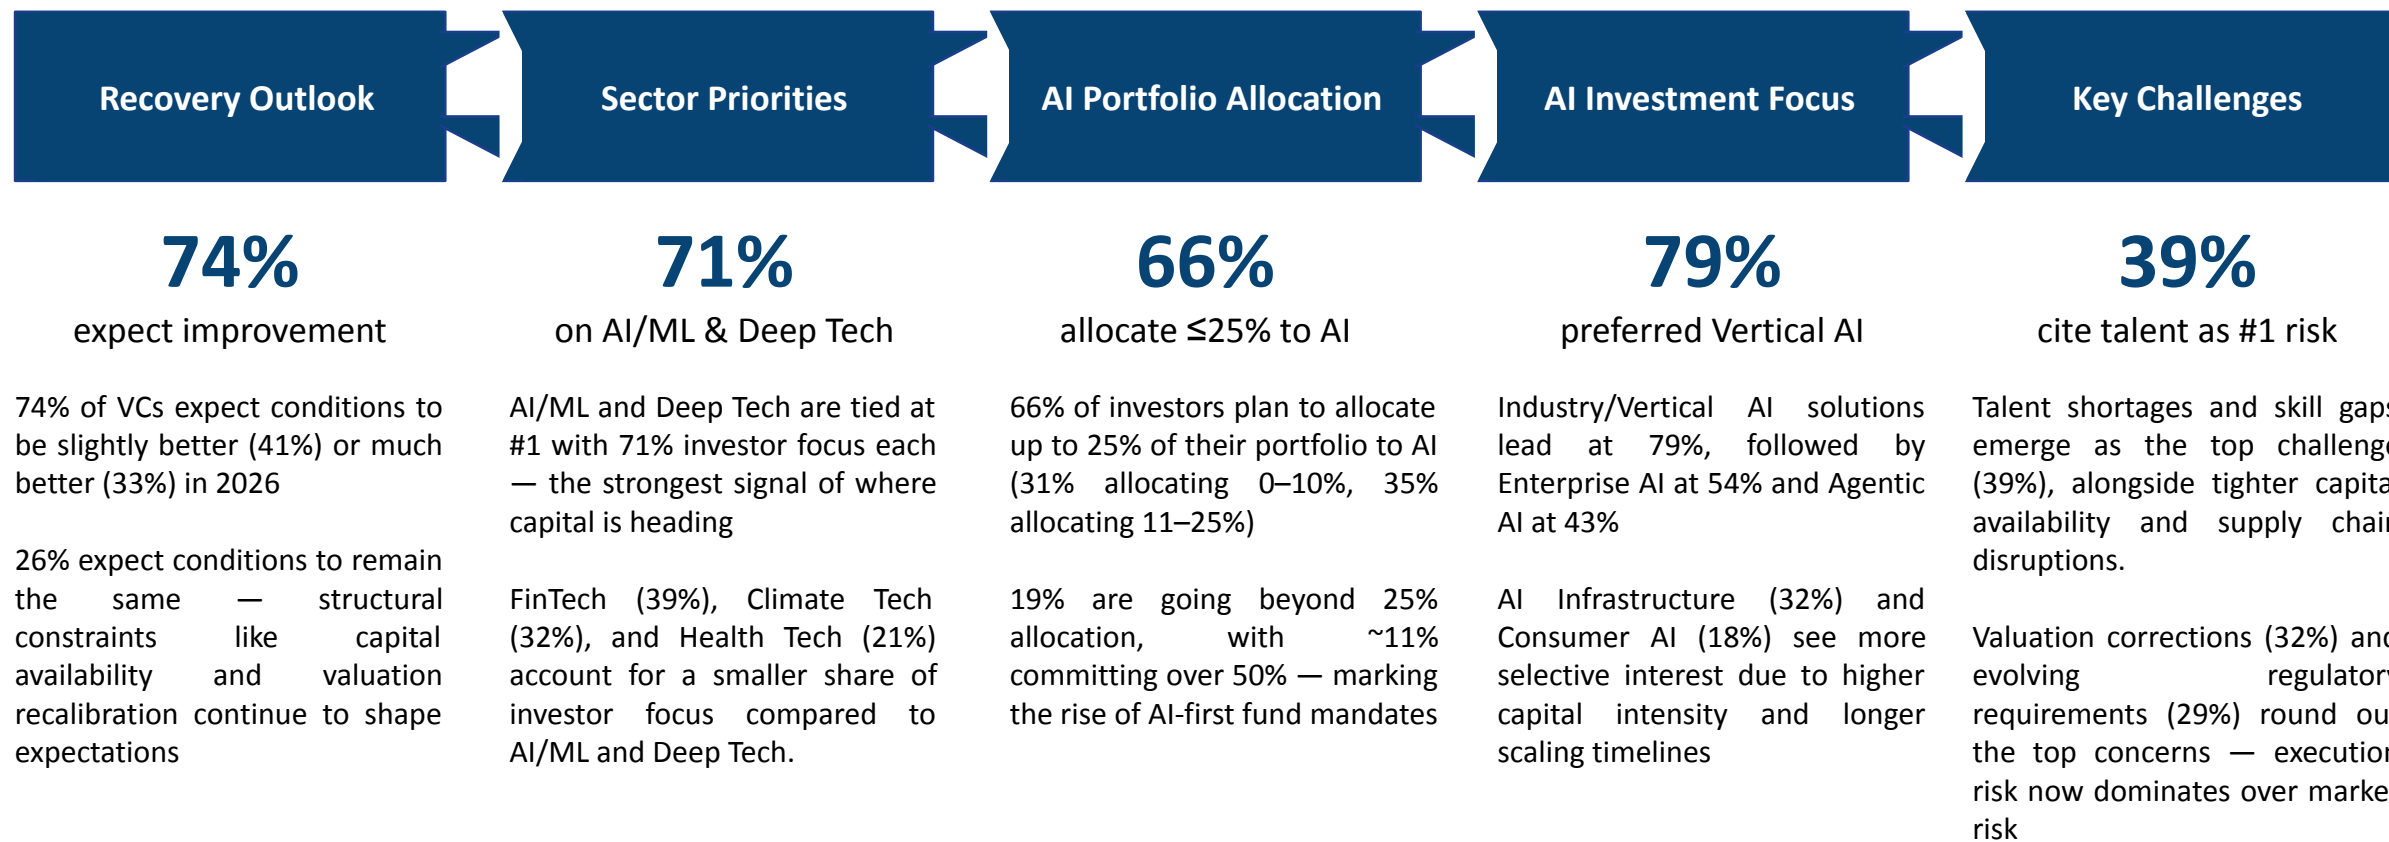 Recovery Outlook
Sector Priorities
AI Portfolio Allocation
AI Investment Focus
Key Challenges
74%
expect improvement
74% of VCs expect conditions to
be slightly better (41%) or much
better (33%) in 2026
26% expect conditions to remain
the same — structural
constraints like capital
availability and valuation
recalibration continue to shape
expectations
71%
on AI/ML & Deep Tech
AI/ML and Deep Tech are tied at
#1 with 71% investor focus each
— the strongest signal of where
capital is heading
FinTech (39%), Climate Tech
(32%), and Health Tech (21%)
account for a smaller share of
investor focus compared to
AI/ML and Deep Tech.
66%
allocate ≤25% to AI
66% of investors plan to allocate
up to 25% of their portfolio to AI
(31% allocating 0–10%, 35%
allocating 11–25%)
19% are going beyond 25%
allocation, with ~11%
committing over 50% — marking
the rise of AI-first fund mandates
79%
preferred Vertical AI
Industry/Vertical AI solutions
lead at 79%, followed by
Enterprise AI at 54% and Agentic
AI at 43%
AI Infrastructure (32%) and
Consumer AI (18%) see more
selective interest due to higher
capital intensity and longer
scaling timelines
39%
cite talent as #1 risk
Talent shortages and skill gaps
emerge as the top challenge
(39%), alongside tighter capita
availability and supply chain
disruptions.
Valuation corrections (32%) and
evolving regulatory
requirements (29%) round ou
the top concerns — execution
risk now dominates over marke
risk